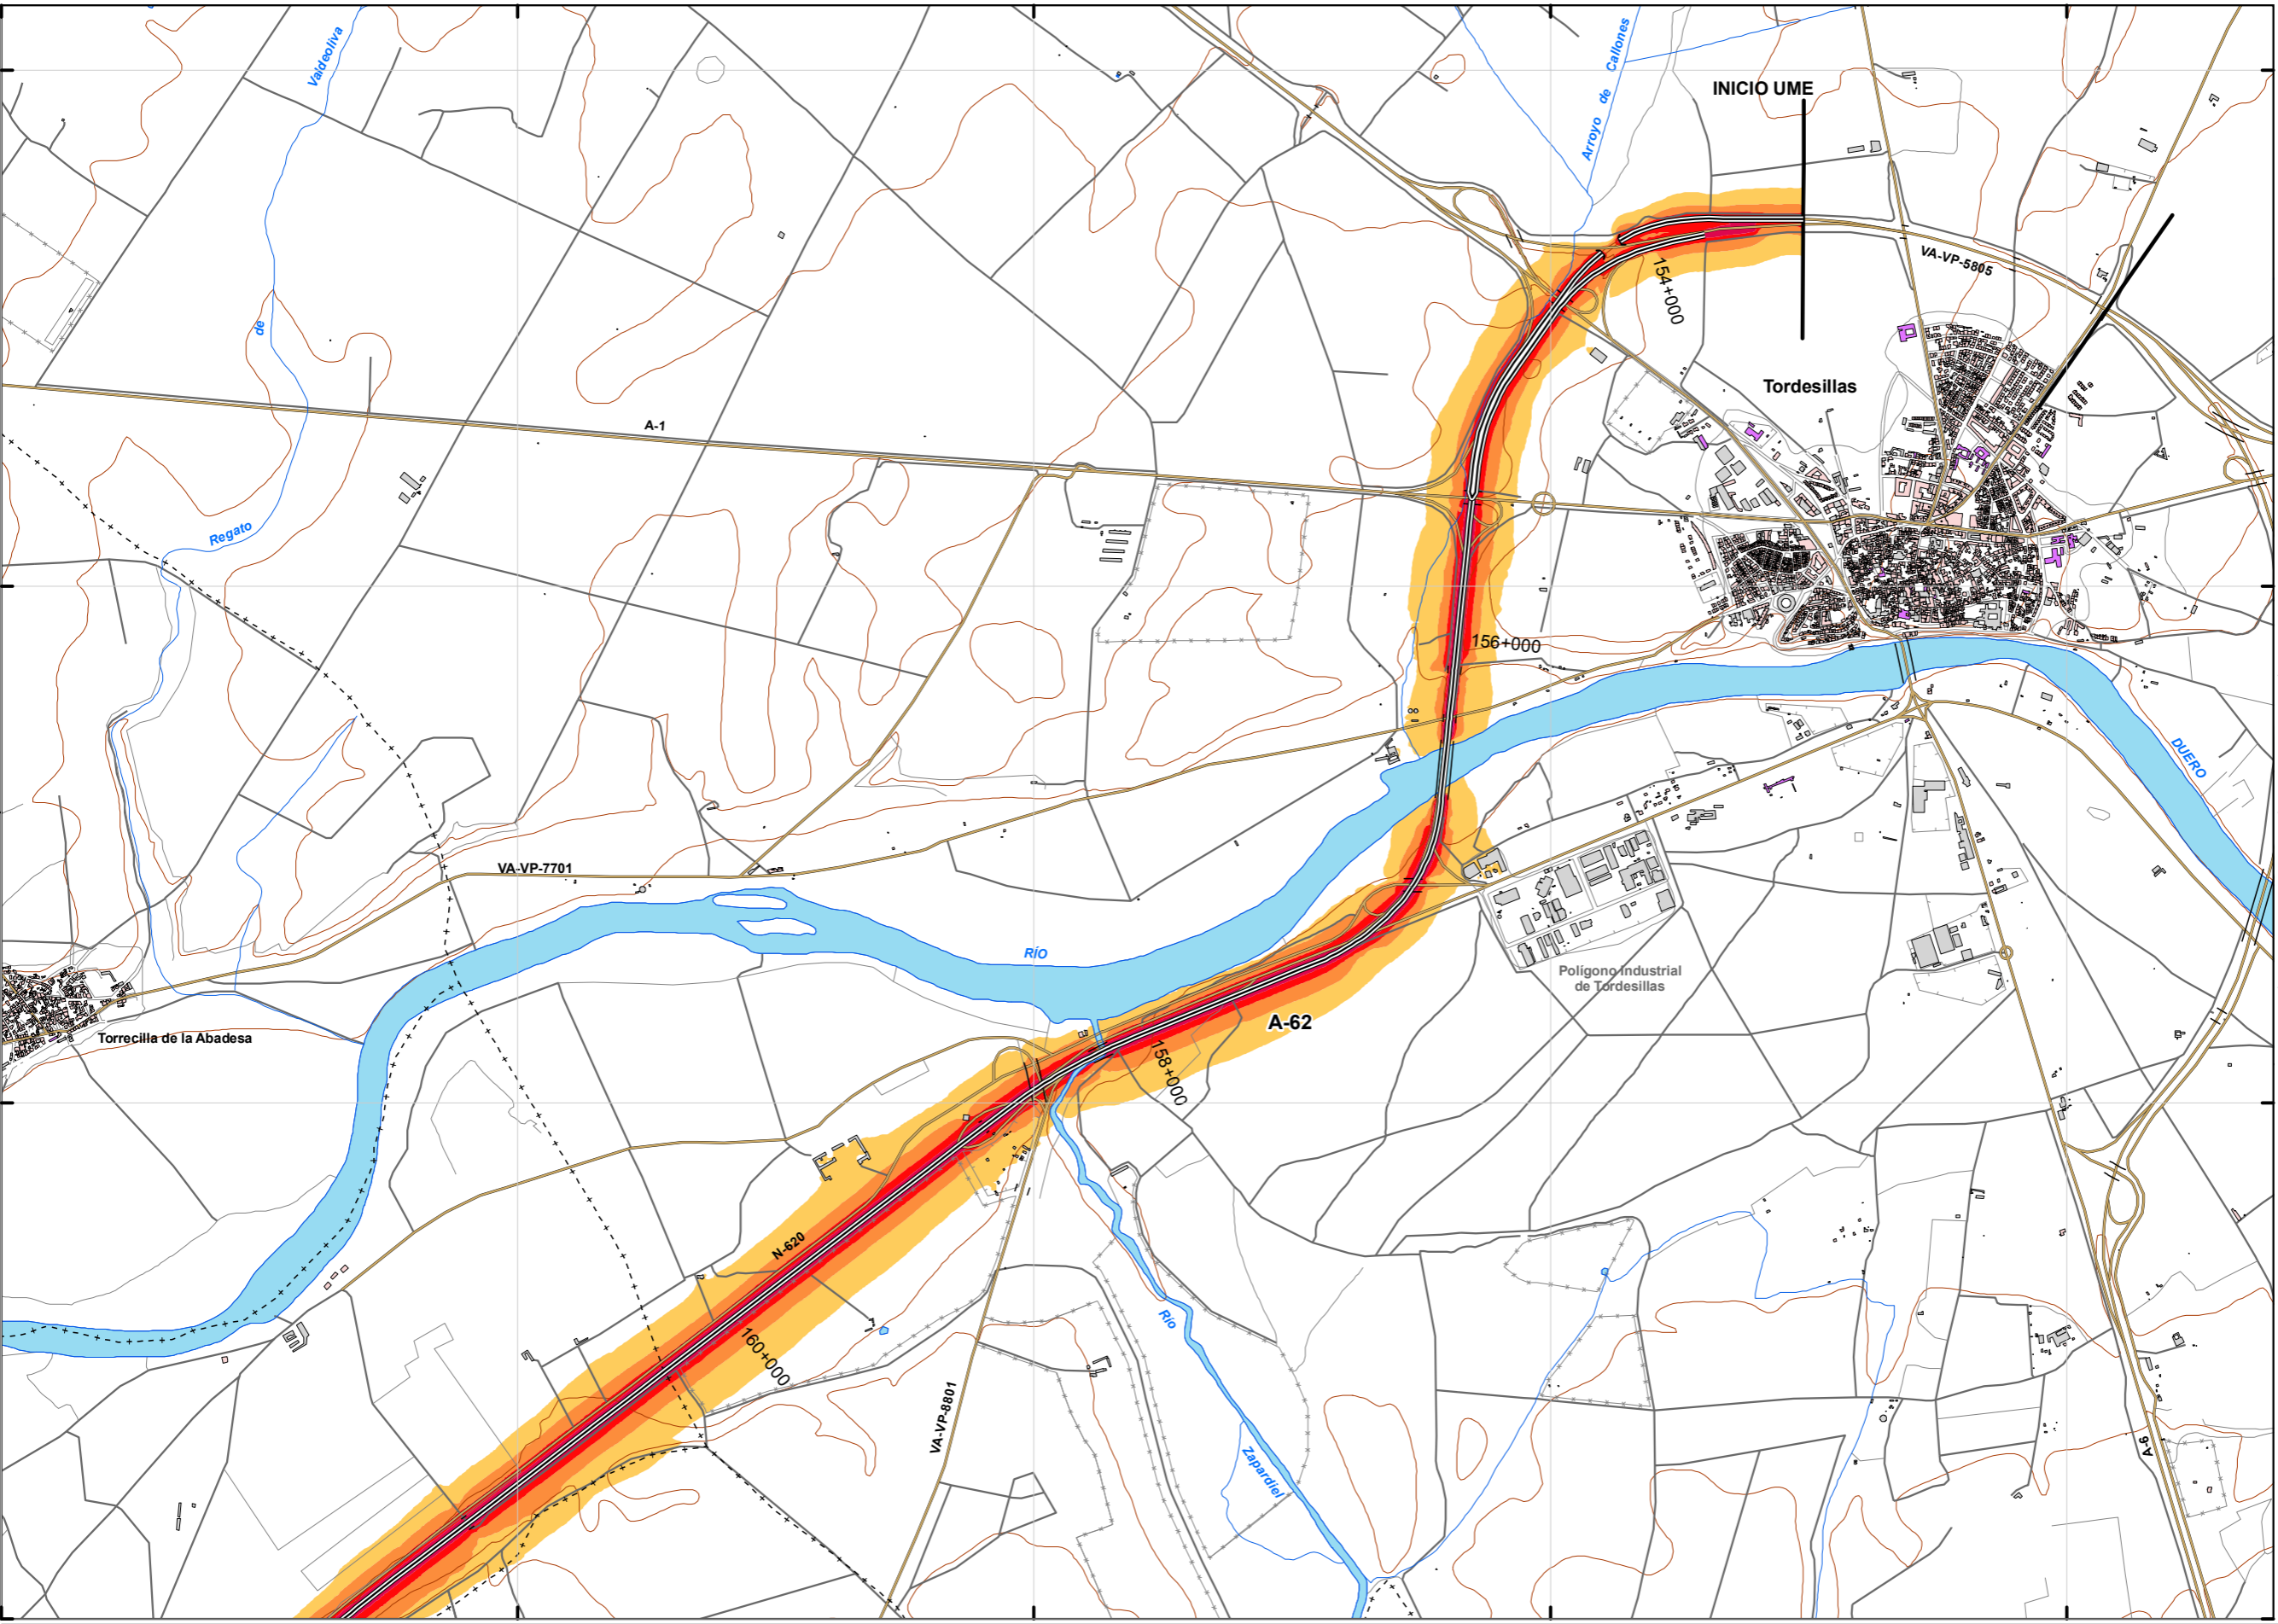 Valdeoliva
de
Regato
Arroyo de Callones
INICIO UME
VA-VP-5805
154+000
Tordesillas
A-1
156+000
DUERO
VA-VP-7701
RÍO
Polígono Industrial
de Tordesillas
A-62
Torrecilla de la Abadesa
158+000
N-620
160+000
Río
Zapardiel
VA-VP-8801
A-6